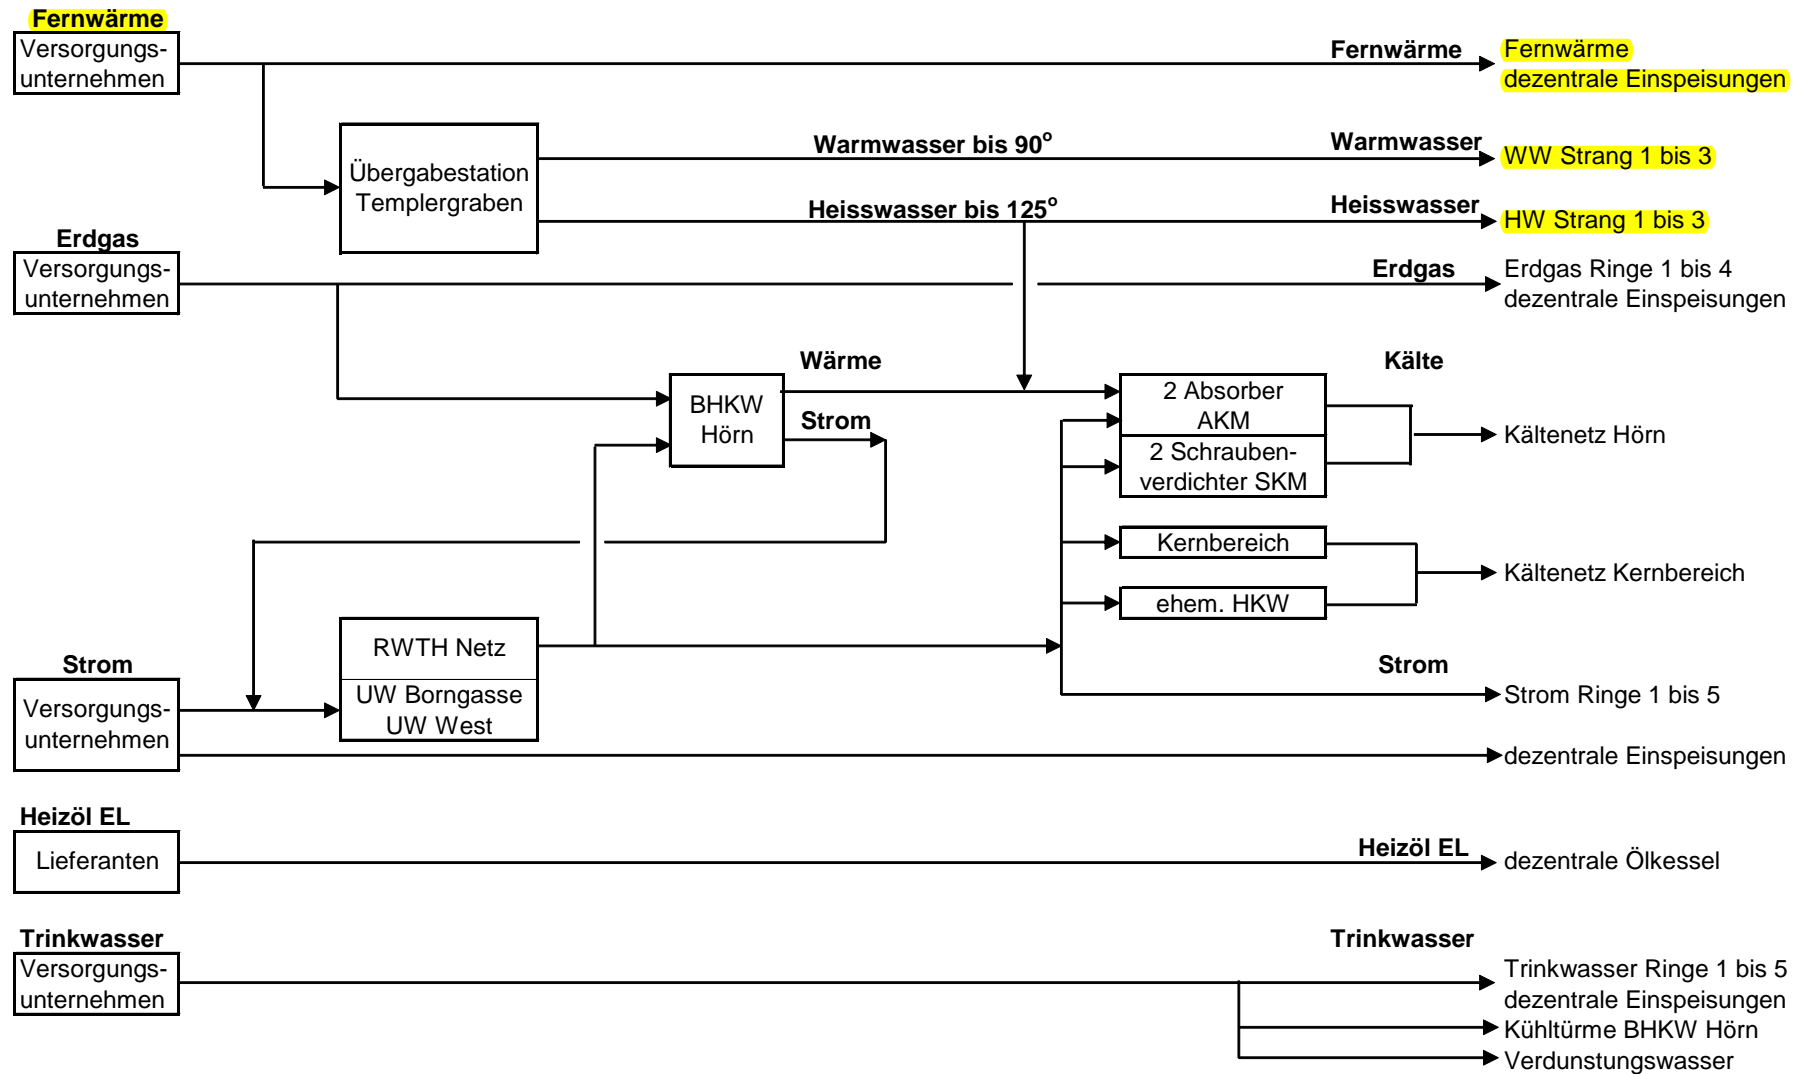 Fernwärme
Versorgungs-
unternehmen
Fernwärme
Fernwärme
dezentrale Einspeisungen
Übergabestation
Templergraben
Warmwasser bis 90°
Warmwasser
WW Strang 1 bis 3
Heisswasser bis 125°
Heisswasser
HW Strang 1 bis 3
Erdgas
Versorgungs-
unternehmen
Erdgas
Erdgas Ringe 1 bis 4
dezentrale Einspeisungen
BHKW
Hörn
Wärme
Strom
2 Absorber
AKM
2 Schrauben-
verdichter SKM
Kälte
Kältenetz Hörn
Kernbereich
ehem. HKW
Kältenetz Kernbereich
Strom
Versorgungs-
unternehmen
RWTH Netz
UW Borngasse
UW West
Strom
Strom Ringe 1 bis 5
dezentrale Einspeisungen
Heizöl EL
Lieferanten
Heizöl EL
dezentrale Ölkessel
Trinkwasser
Versorgungs-
unternehmen
Trinkwasser
Trinkwasser Ringe 1 bis 5
dezentrale Einspeisungen
Kühltürme BHKW Hörn
Verdunstungswasser